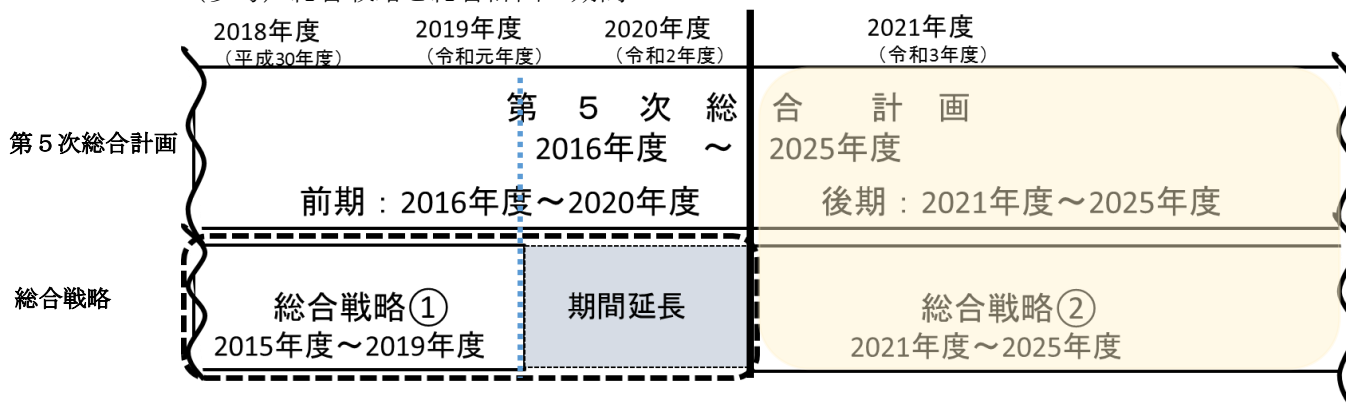 2018年度 2019年度 2020年度 2021年度
（平成30年度） （令和元年度） （令和2年度） （令和3年度）
第５次総合計画
第　５　次　総　合　計　画
2016年度　～　2025年度
前期：2016年度～2020年度 後期：2021年度～2025年度
総合戦略
総合戦略① 期間延長 総合戦略②
2015年度～2019年度 2021年度～2025年度